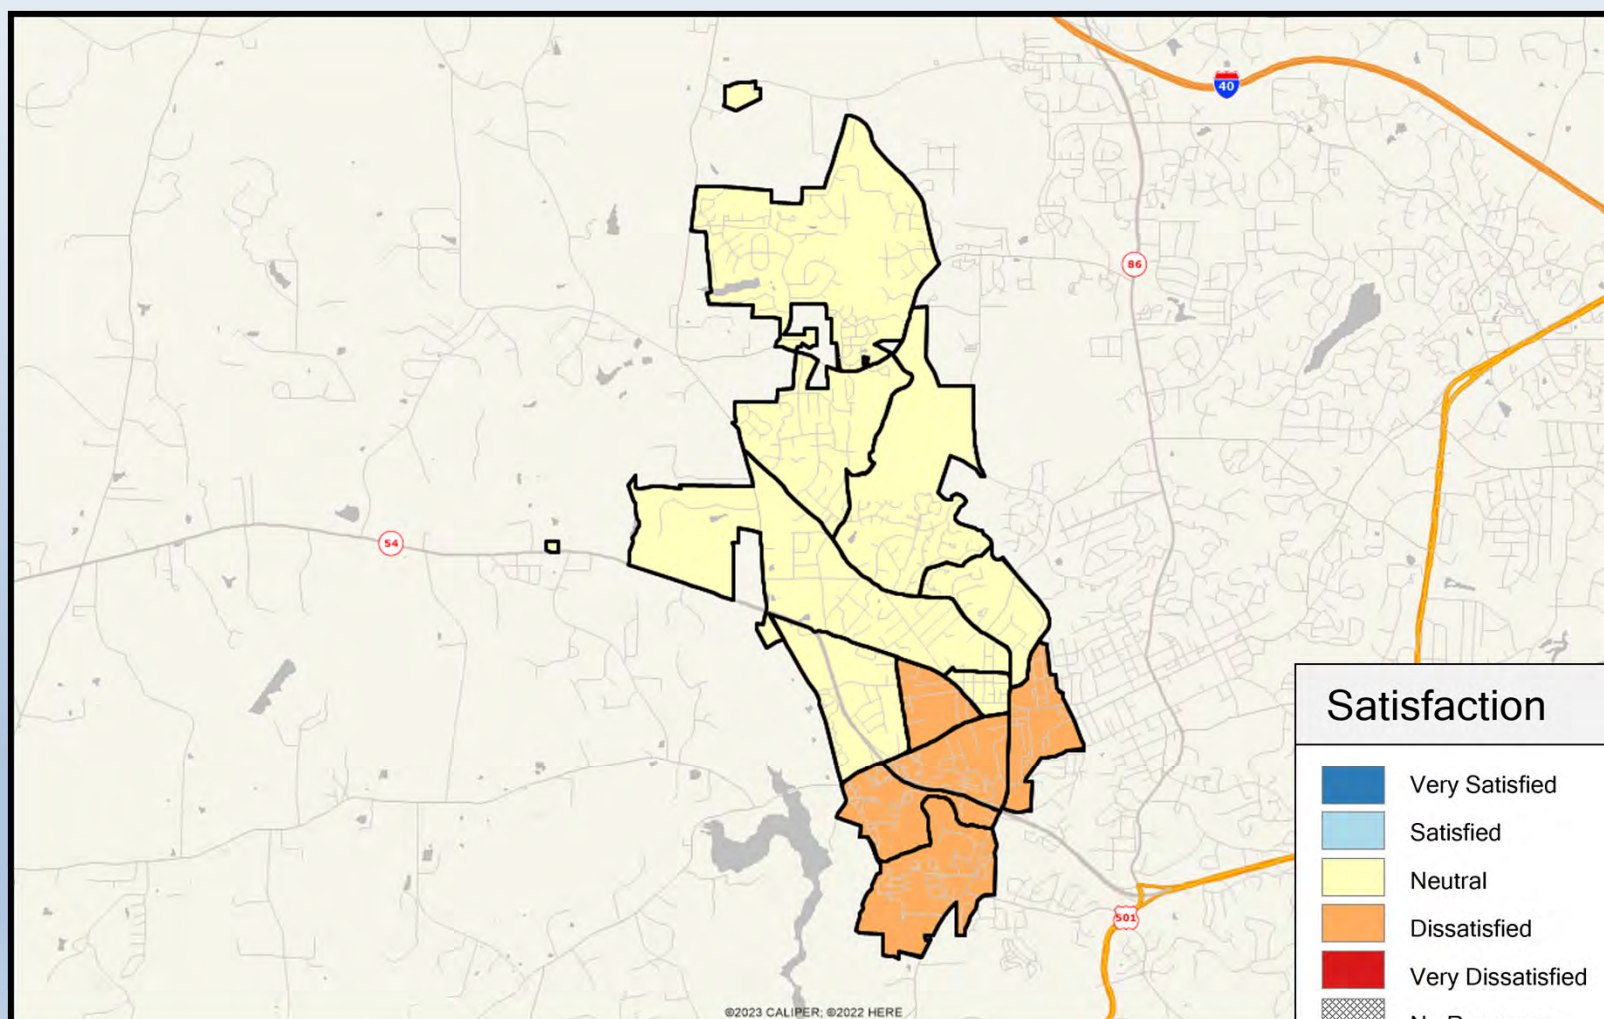 40
86
54
Satisfaction
Very Satisfied
Satisfied
Neutral
Dissatisfied
501
Very Dissatisfied
©2023 CALIPER; ©2022 HERE